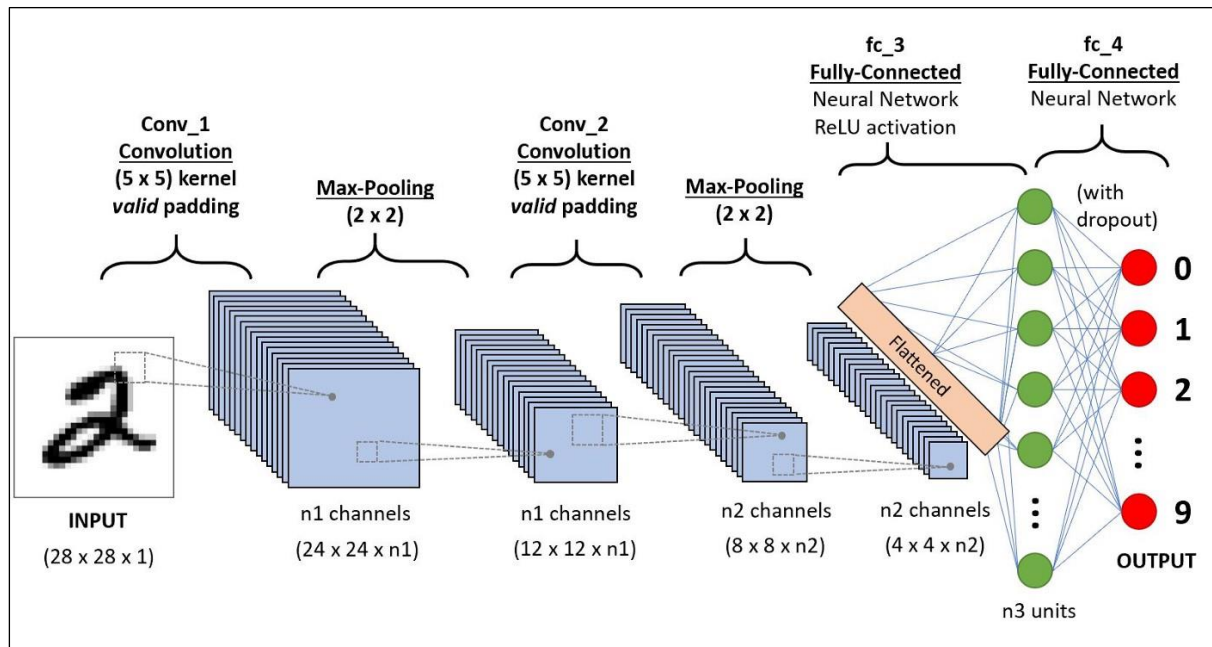 fc_3
Fully-Connected
Neural Network
ReLU activation
fc_4
Fully-Connected
Neural Network
Conv_1
Convolution
(5 x 5) kernel
valid padding
Max-Pooling
(2 x 2)
Conv_2
Convolution
(5 x 5) kernel
valid padding
Max-Pooling
(2 x 2)
(with
dropout)
Flattened
0
1
2
9
INPUT
(28 x 28 x 1)
n1 channels
(24 x 24 x n1)
n1 channels
(12 x 12 x n1)
n2 channels
(8 x 8 x n2)
n2 channels
(4 x 4 x n2)
OUTPUT
n3 units
2